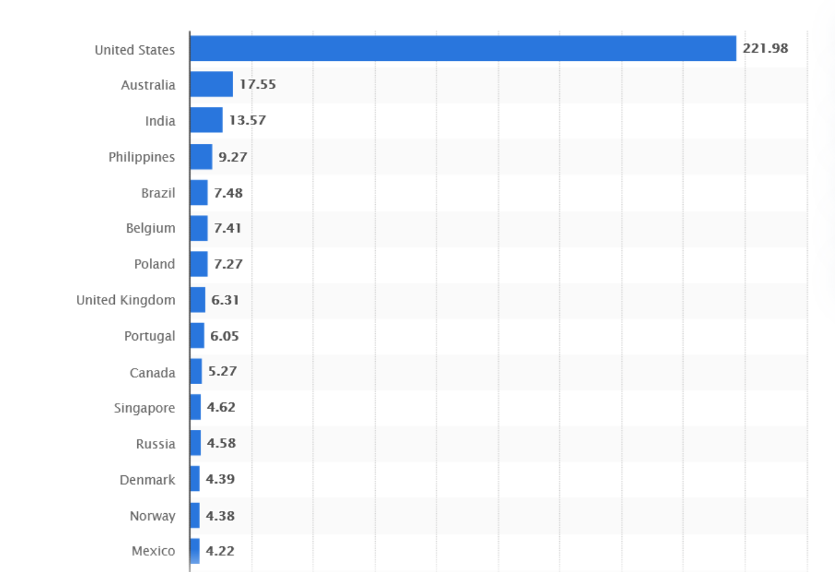 United States 221.98
Australia 17.55
India 13.57
Philippines 9.27
Brazil 7.48
Belgium 7.41
Poland 7.27
United Kingdom 6.31
Portugal 6.05
Canada 5.27
Singapore 4.62
Russia 4.58
Denmark 4.39
Norway 4.38
Mexico 4.22